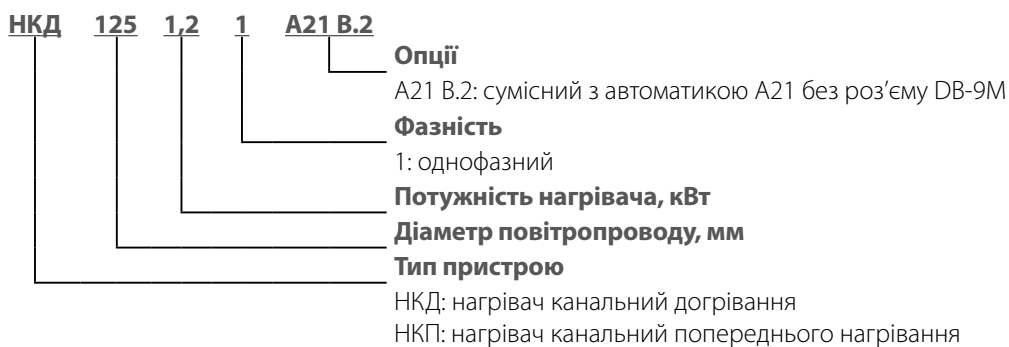 НКД 125 1,2 1 А21 В.2
Опції
А21 В.2: сумісний з автоматикою А21 без роз’єму DB-9M
Фазність
1: однофазний
Потужність нагрівача, кВт
Діаметр повітропроводу, мм
Тип пристрою
НКД: нагрівач канальний догрівання
НКП: нагрівач канальний попереднього нагрівання